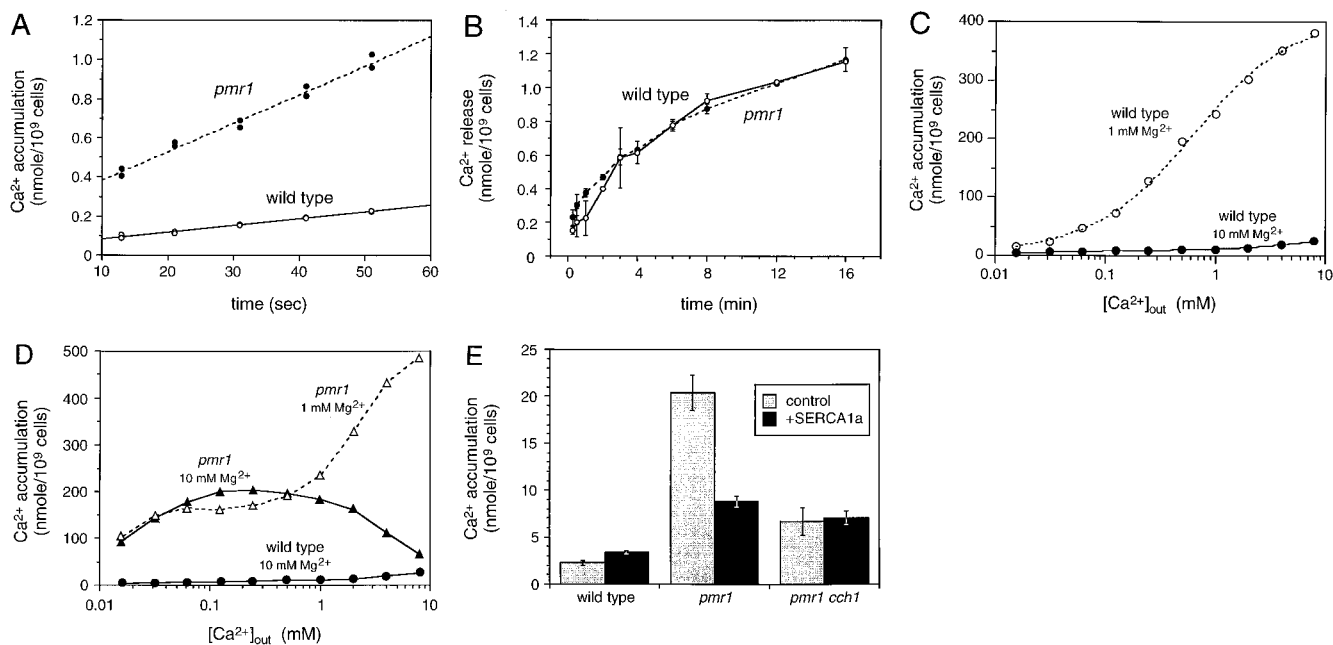 A
Ca²⁺ accumulation
(nmole/10⁹ cells)
1.2
1.0
0.8
0.6
0.4
0.2
0
pmr1
wild type
10
20
30
40
50
60
time (sec)
B
Ca²⁺ release
(nmole/10⁹ cells)
1.4
1.2
1.0
0.8
0.6
0.4
0.2
0
wild type
pmr1
0
4
8
12
16
time (min)
C
Ca²⁺ accumulation
(nmole/10⁹ cells)
400
300
200
100
0
wild type
1 mM Mg²⁺
wild type
10 mM Mg²⁺
0.01
0.1
1
10
[Ca²⁺]out (mM)
D
Ca²⁺ accumulation
(nmole/10⁹ cells)
500
400
300
200
100
0
pmr1
1 mM Mg²⁺
pmr1
10 mM Mg²⁺
wild type
10 mM Mg²⁺
0.01
0.1
1
10
[Ca²⁺]out (mM)
E
Ca²⁺ accumulation
(nmole/10⁹ cells)
25
20
15
10
5
0
control
+SERCA1a
wild type
pmr1
pmr1 cch1